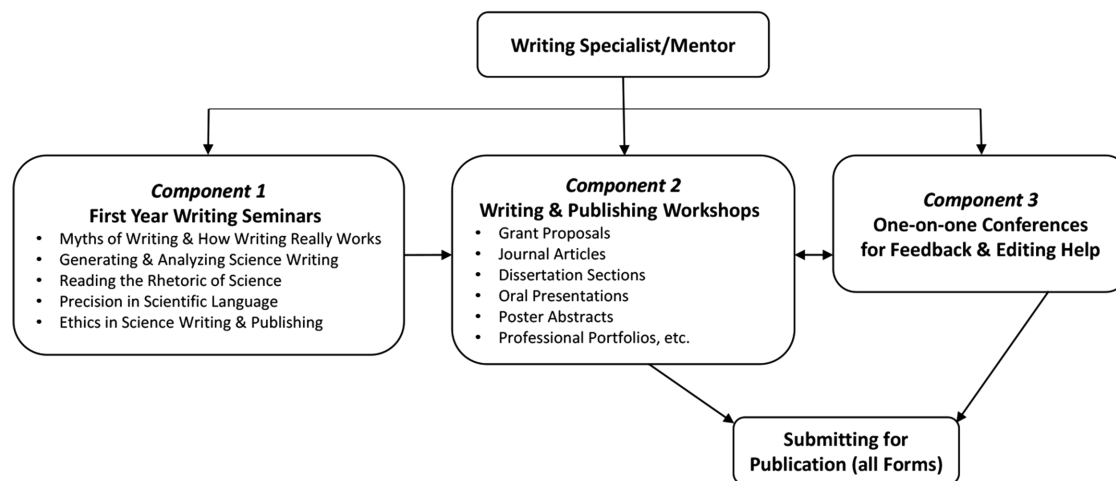 Writing Specialist/Mentor
Component 1
First Year Writing Seminars
• Myths of Writing & How Writing Really Works
• Generating & Analyzing Science Writing
• Reading the Rhetoric of Science
• Precision in Scientific Language
• Ethics in Science Writing & Publishing
Component 2
Writing & Publishing Workshops
• Grant Proposals
• Journal Articles
• Dissertation Sections
• Oral Presentations
• Poster Abstracts
• Professional Portfolios, etc.
Component 3
One-on-one Conferences
for Feedback & Editing Help
Submitting for
Publication (all Forms)